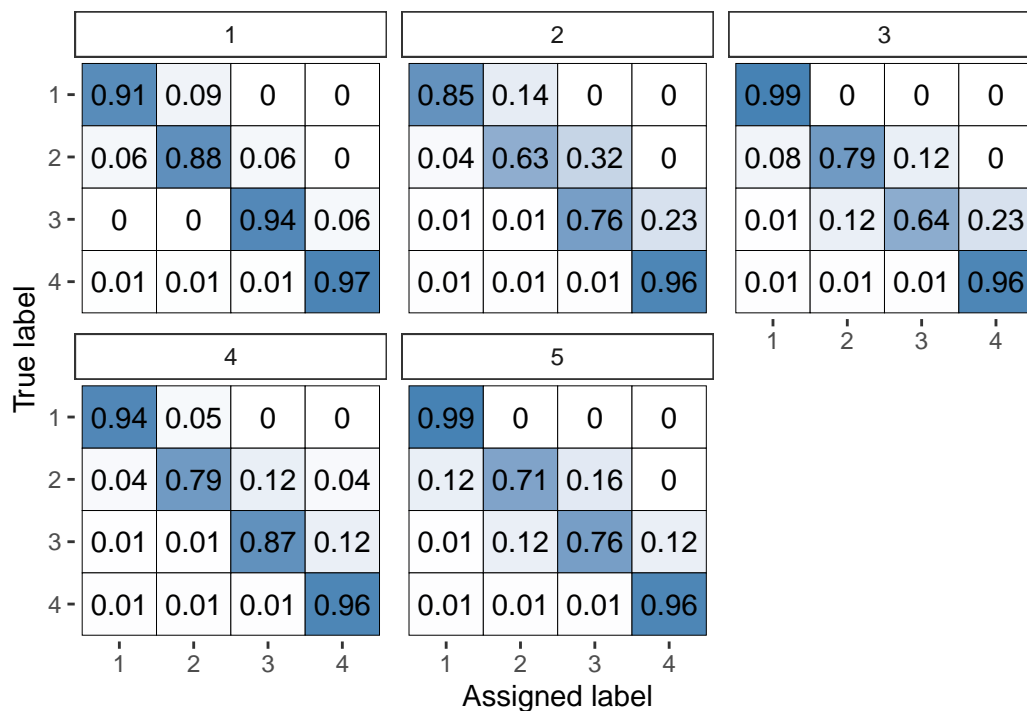 1 2 3
1 0.91 0.09 0 0 0.85 0.14 0 0 0.99 0 0 0
2 0.06 0.88 0.06 0 0.04 0.63 0.32 0 0.08 0.79 0.12 0
3 0 0 0.94 0.06 0.01 0.01 0.76 0.23 0.01 0.12 0.64 0.23
4 0.01 0.01 0.01 0.97 0.01 0.01 0.01 0.96 0.01 0.01 0.01 0.96
1 2 3 4
4 5
1 0.94 0.05 0 0 0.99 0 0 0
2 0.04 0.79 0.12 0.04 0.12 0.71 0.16 0
3 0.01 0.01 0.87 0.12 0.01 0.12 0.76 0.12
4 0.01 0.01 0.01 0.96 0.01 0.01 0.01 0.96
1 2 3 4 1 2 3 4
True label
Assigned label